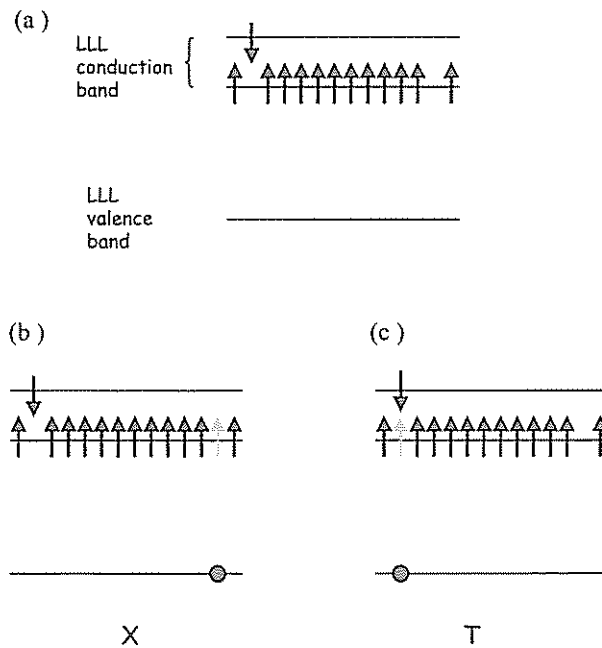 (a )
LLL
conduction
band
LLL
valence
band
(b )
(c )
X
T